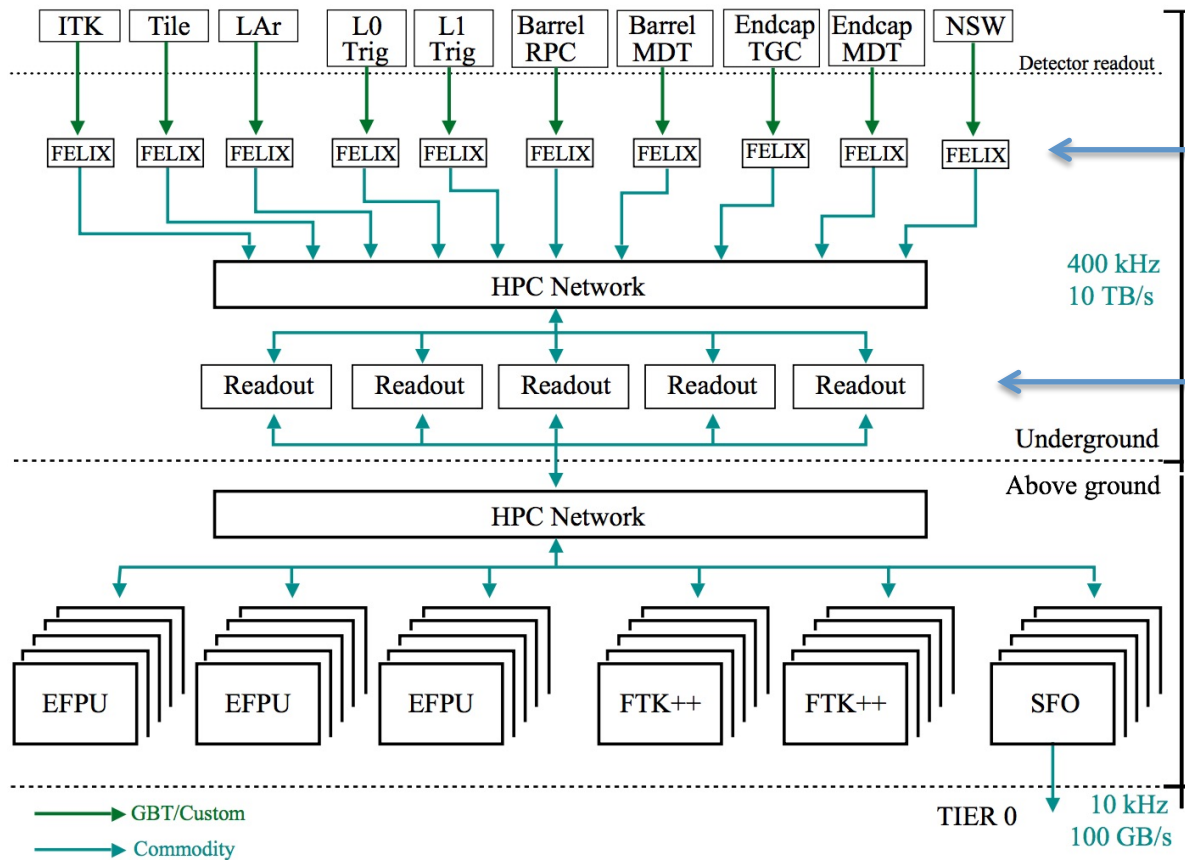 ITK
Tile
LAr
L0
Trig
L1
Trig
Barrel
RPC
Barrel
MDT
Endcap
TGC
Endcap
MDT
NSW
Detector readout
FELIX
FELIX
FELIX
FELIX
FELIX
FELIX
FELIX
FELIX
FELIX
FELIX
HPC Network
400 kHz
10 TB/s
Readout
Readout
Readout
Readout
Readout
Underground
Above ground
HPC Network
EFPU
EFPU
EFPU
FTK++
FTK++
SFO
GBT/Custom
Commodity
TIER 0
10 kHz
100 GB/s